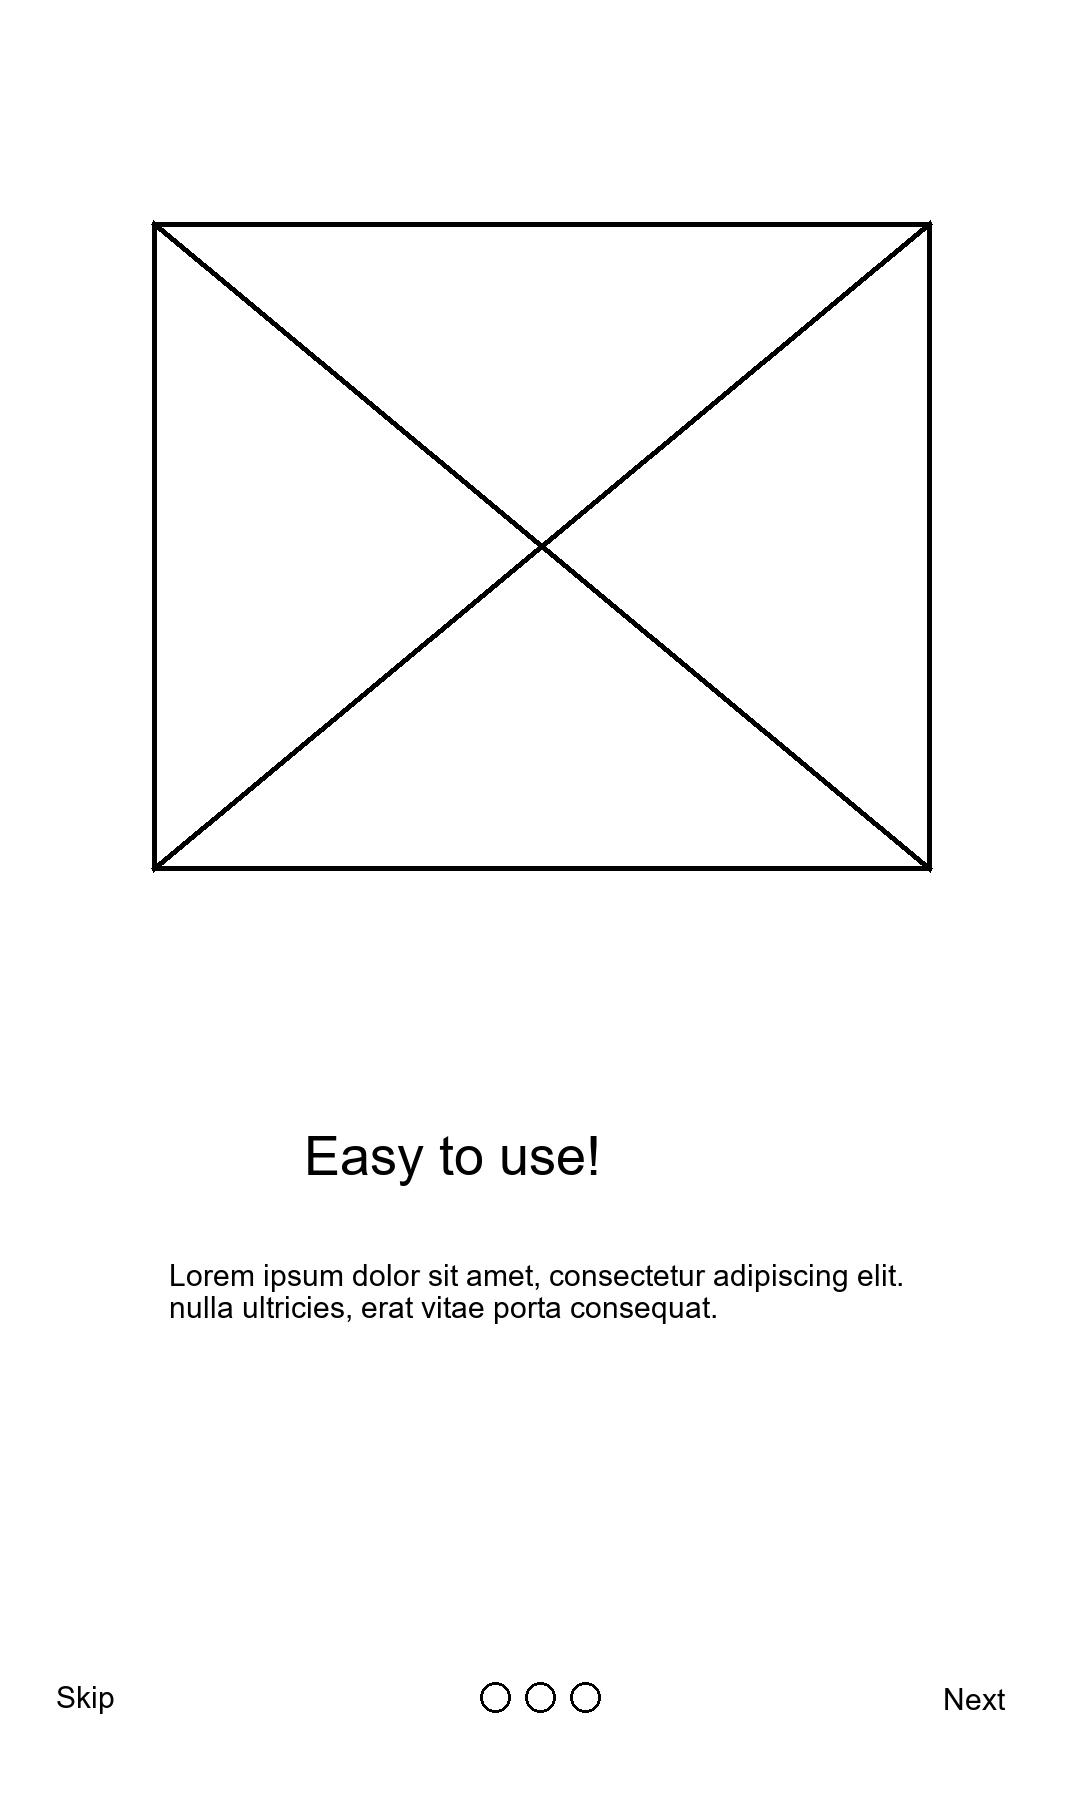 Easy to use!
Lorem ipsum dolor sit amet, consectetur adipiscing elit.
nulla ultricies, erat vitae porta consequat.
Skip
Next